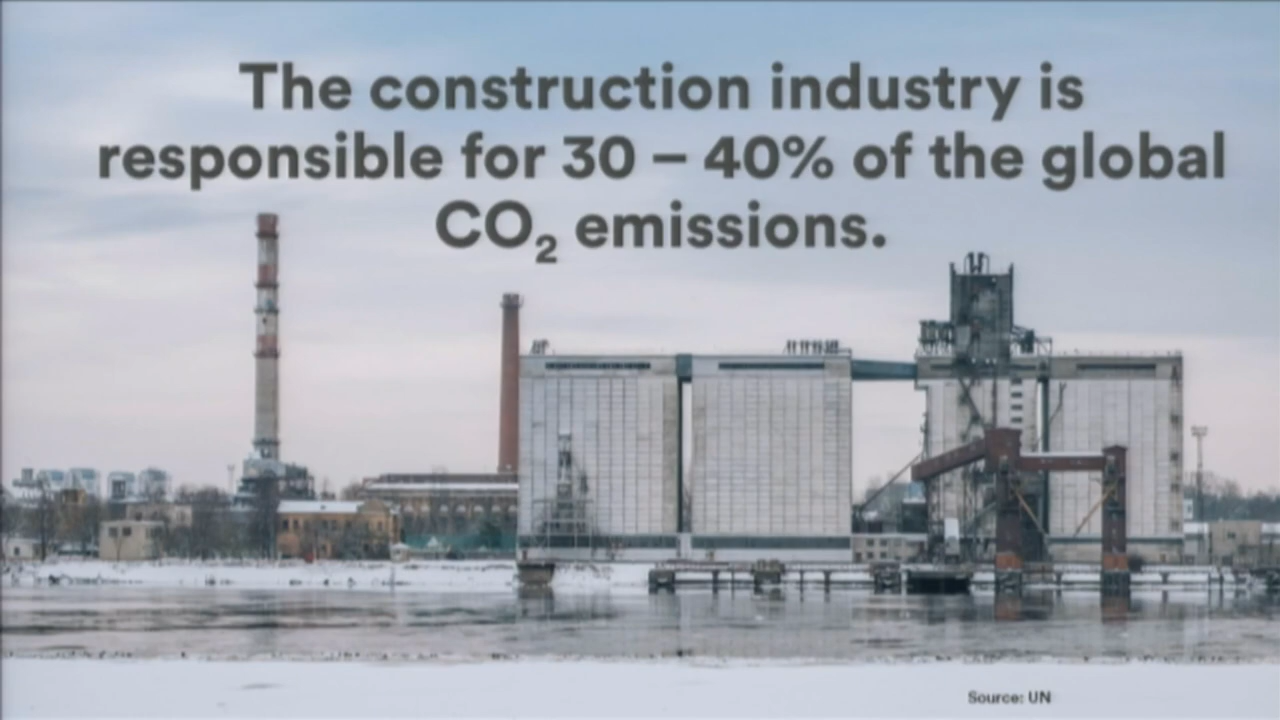 The construction industry is
responsible for 30 – 40% of the global
CO₂ emissions.
Source: UN